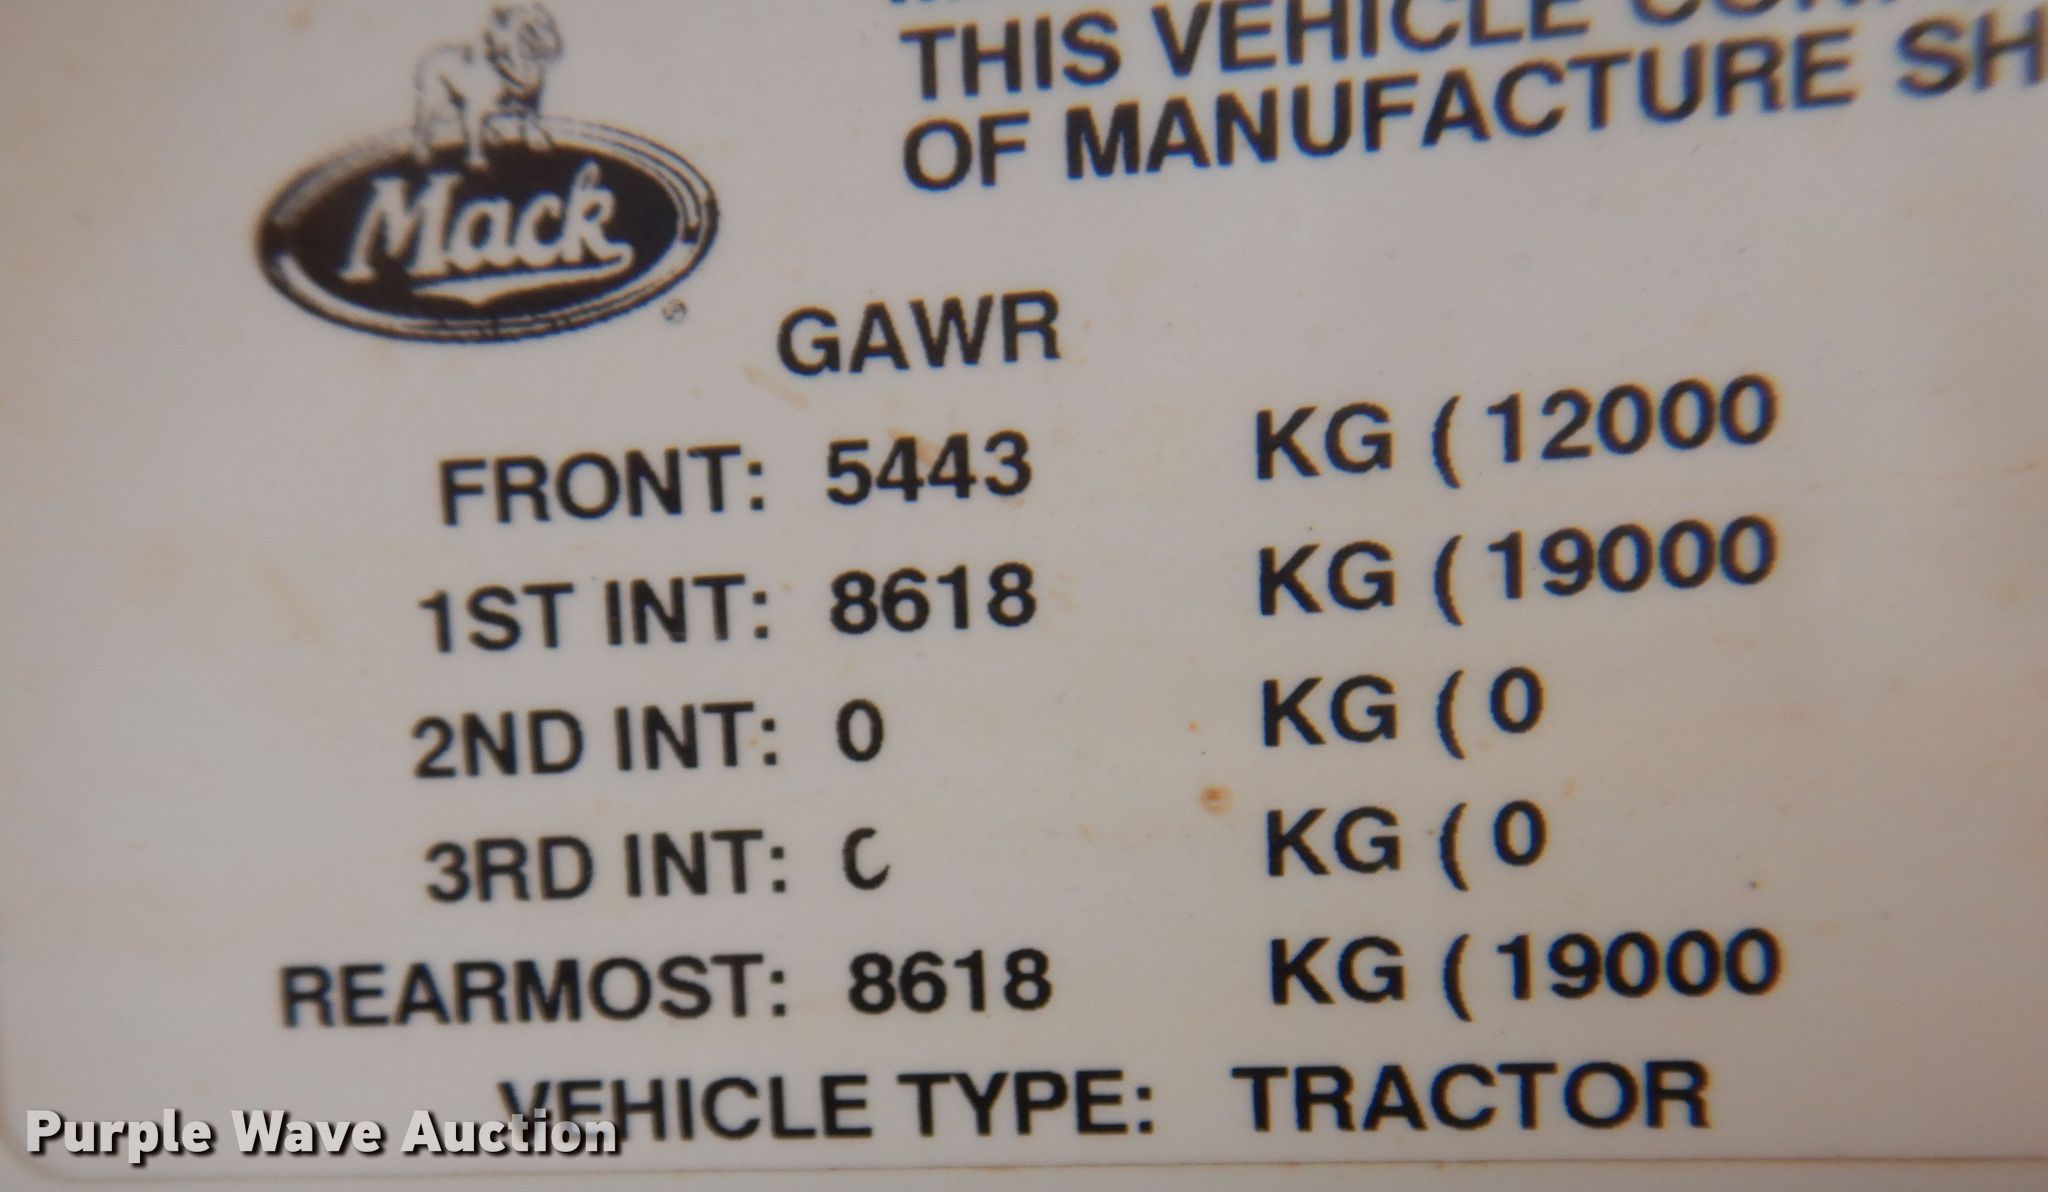 THIS VEHICLE
OF MANUFACTURE SH
Mack
GAWR
FRONT: 5443 KG (12000
1ST INT: 8618 KG (19000
2ND INT: 0 KG (0
3RD INT: C KG (0
REARMOST: 8618 KG (19000
VEHICLE TYPE: TRACTOR
Purple Wave Auction